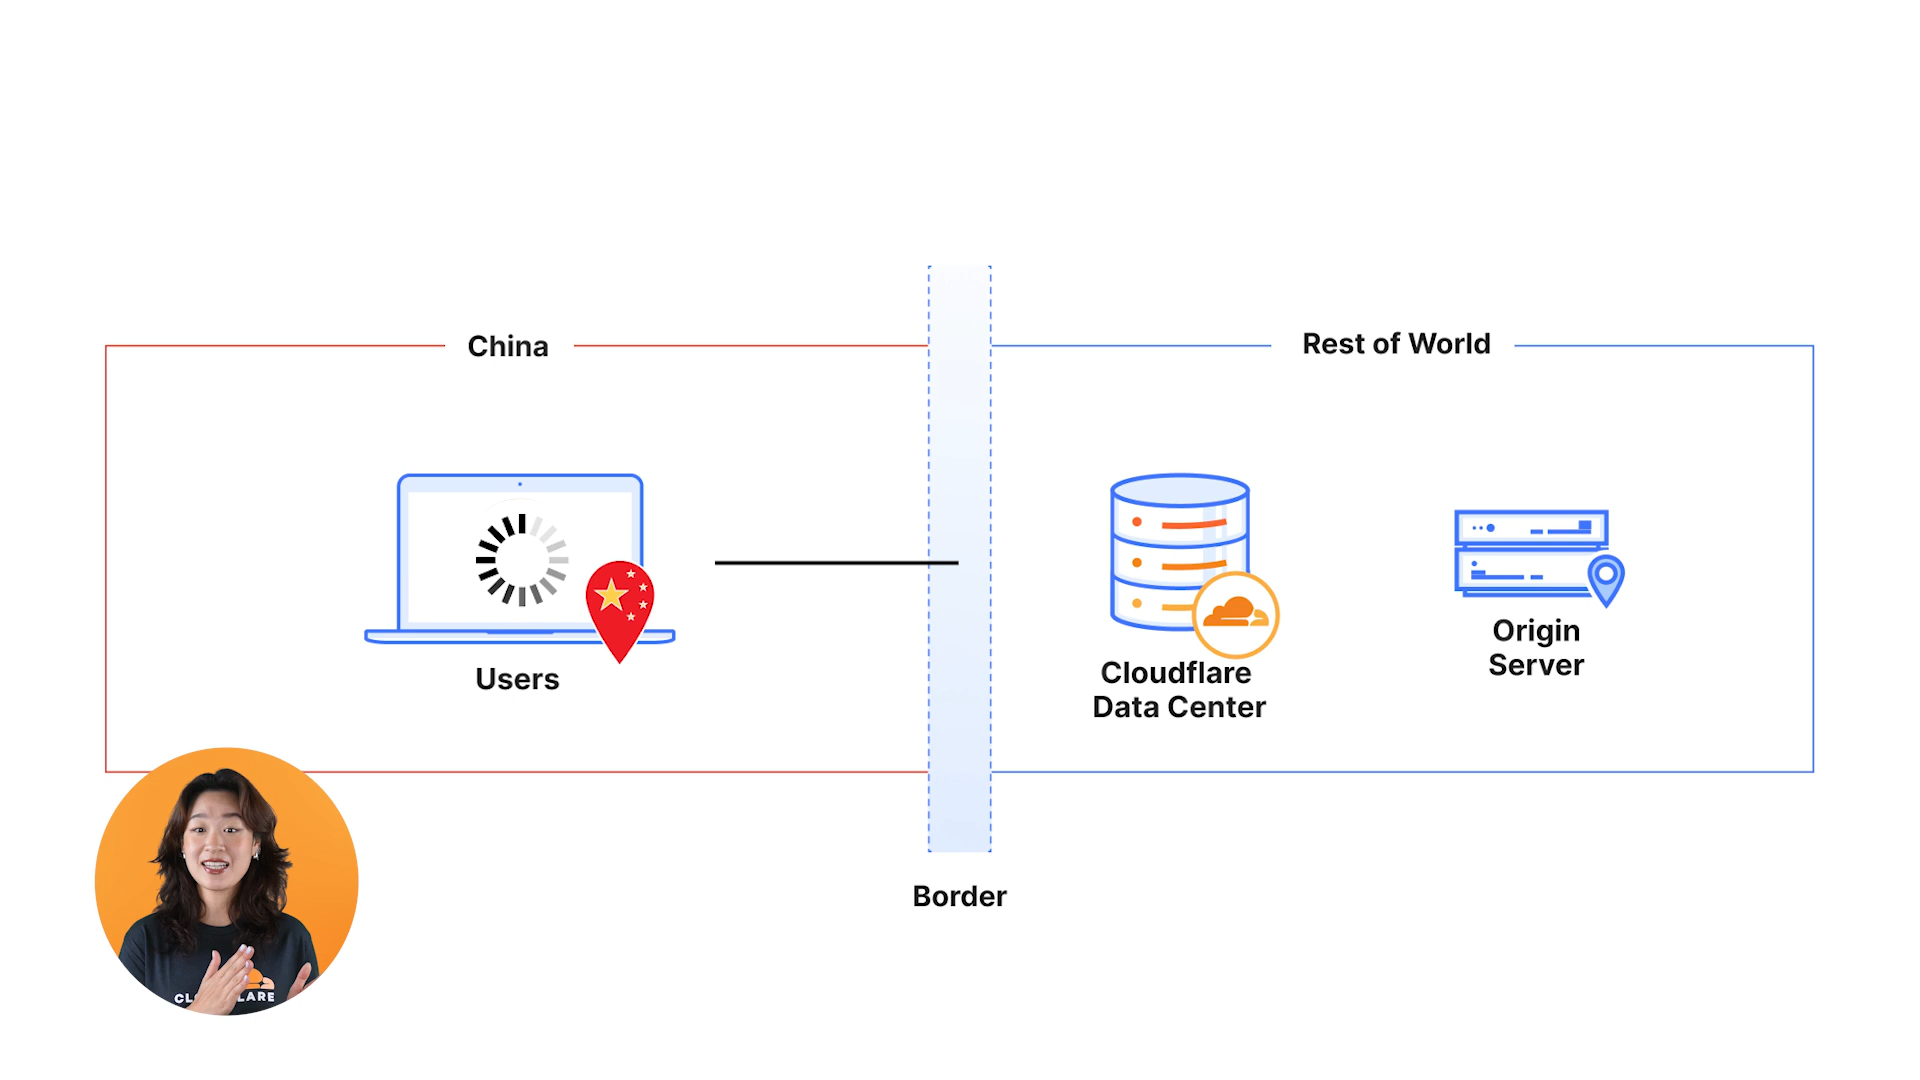 China
Rest of World
Users
Cloudflare
Data Center
Origin
Server
Border